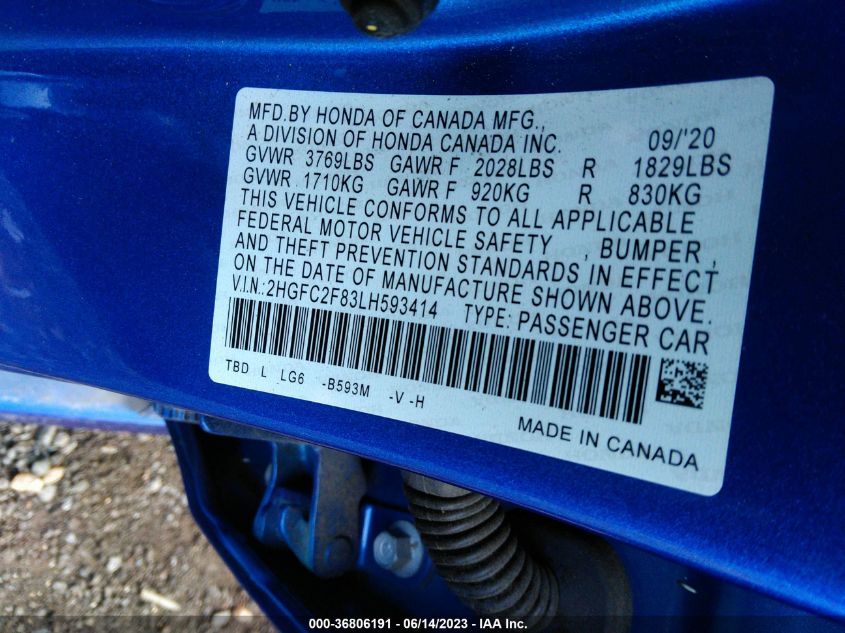 MFD.BY HONDA OF CANADA MFG.,
A DIVISION OF HONDA CANADA INC. 09/'20
GVWR 3769LBS GAWR F 2028LBS R 1829LBS
GVWR 1710KG GAWR F 920KG R 830KG
THIS VEHICLE CONFORMS TO ALL APPLICABLE
FEDERAL MOTOR VEHICLE SAFETY , BUMPER ,
AND THEFT PREVENTION STANDARDS IN EFFECT
ON THE DATE OF MANUFACTURE SHOWN ABOVE.
V.I.N.:2HGFC2F83LH593414 TYPE: PASSENGER CAR
TBD L LG6 -B593M -V -H
MADE IN CANADA
000-36806191 - 06/14/2023 - IAA Inc.